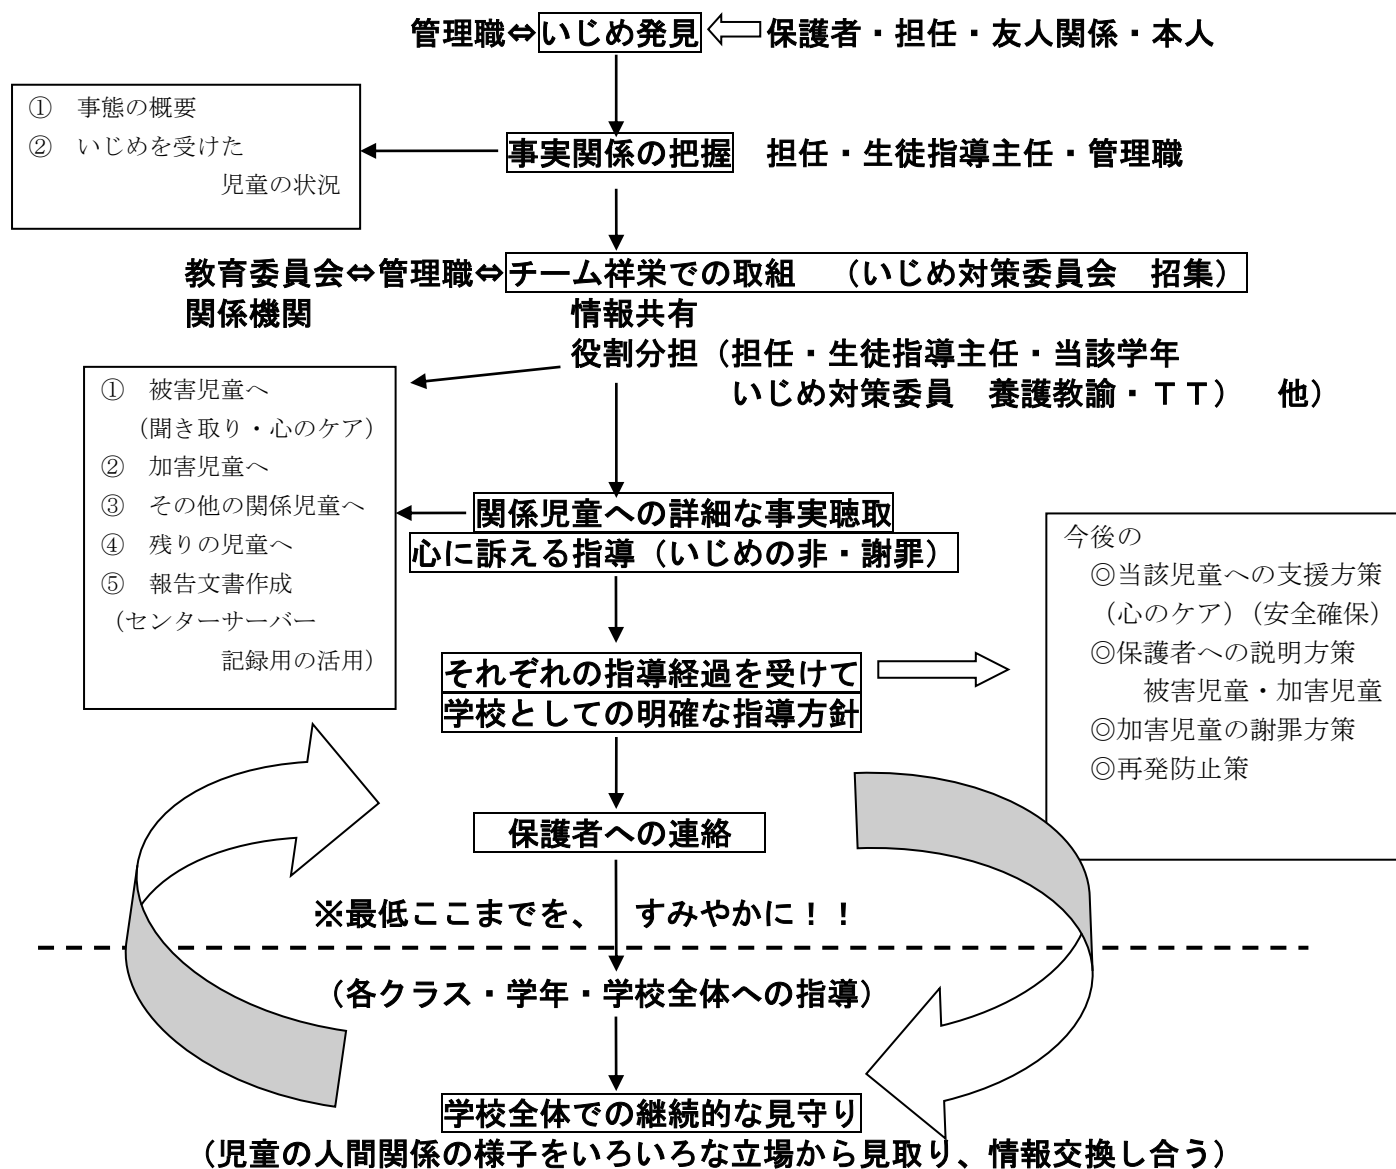 管理職⇔いじめ発見 保護者・担任・友人関係・本人
① 事態の概要
② いじめを受けた
児童の状況
事実関係の把握 担任・生徒指導主任・管理職
教育委員会⇔管理職⇔チーム祥栄での取組 （いじめ対策委員会 招集）
関係機関 情報共有
役割分担（担任・生徒指導主任・当該学年
いじめ対策委員 養護教諭・ＴＴ） 他）
① 被害児童へ
（聞き取り・心のケア）
② 加害児童へ
③ その他の関係児童へ
④ 残りの児童へ
⑤ 報告文書作成
（センターサーバー
記録用の活用）
関係児童への詳細な事実聴取
心に訴える指導（いじめの非・謝罪）
今後の
◎当該児童への支援方策
（心のケア）（安全確保）
◎保護者への説明方策
被害児童・加害児童
◎加害児童の謝罪方策
◎再発防止策
それぞれの指導経過を受けて
学校としての明確な指導方針
保護者への連絡
※最低ここまでを、 すみやかに！！
（各クラス・学年・学校全体への指導）
学校全体での継続的な見守り
（児童の人間関係の様子をいろいろな立場から見取り、情報交換し合う）